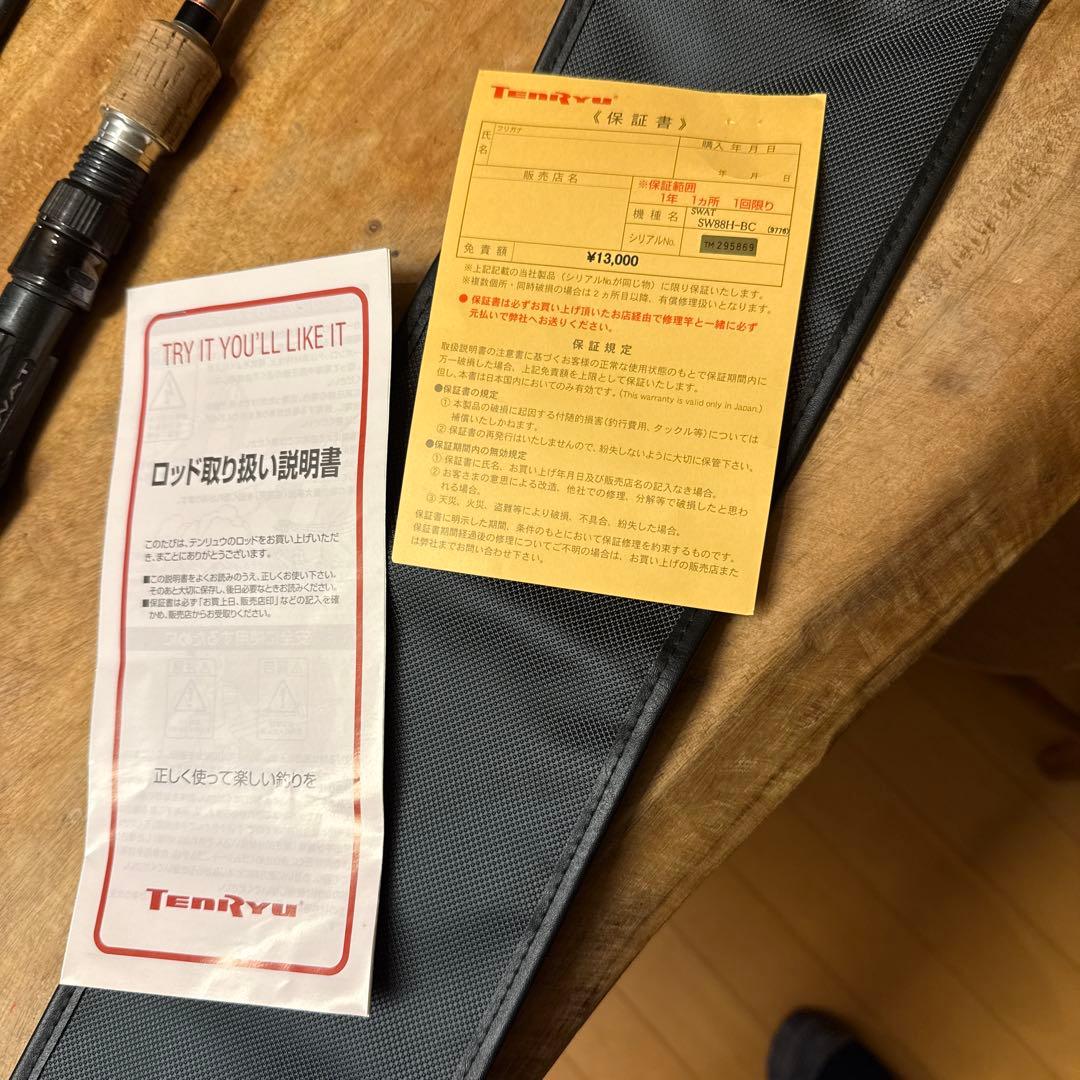 TRY IT YOU'LL LIKE IT
ロッド取り扱い説明書
このたびは、テンリュウのロッドをお買い上げいただ
き、まことにありがとうございます。
■この説明書をよくお読みのうえ、正しくお使い下さい。
そのあと大切に保存し、後日必要なときお読みください。
■保証書は必ず「お買上日、販売店印」などの記入を確
かめ、販売店からお受取りください。
正しく使って楽しい釣りを
TENRYU
TENRYU
《保証書》
フリガナ
氏名
購入年月日
年 月 日
販売店名
※保証範囲
1年 1ヵ所 1回限り
機種名 SWAT
SW88H-BC (9776)
シリアルNo. TM 295869
免責額 ¥13,000
※上記記載の当社製品(シリアルNo.が同じ物)に限り保証いたします。
※複数個所・同時破損の場合は2ヵ所目以降、有償修理扱いとなります。
●保証書は必ずお買い上げ頂いたお店経由で修理竿と一緒に必ず
元払いで弊社へお送りください。
保証規定
取扱説明書の注意書に基づくお客様の正常な使用状態のもとで保証期間内に
万一破損した場合、上記免責額を上限として保証いたします。
但し、本書は日本国内においてのみ有効です。(This warranty is valid only in Japan.)
●保証書の規定
① 本製品の破損に起因する付随的損害(釣行費用、タックル等)については
補償いたしかねます。
② 保証書の再発行はいたしませんので、紛失しないように大切に保管下さい。
●保証期間内の無効規定
① 保証書に氏名、お買い上げ年月日及び販売店名の記入なき場合。
② お客さまの意思による改造、他社での修理、分解等で破損したと思わ
れる場合。
③ 天災、火災、盗難等により破損、不具合、紛失した場合。
保証書に明示した期間、条件のもとにおいて保証修理を約束するものです。
保証書期間経過後の修理についてご不明の場合は、お買い上げの販売店また
は弊社までお問い合わせ下さい。